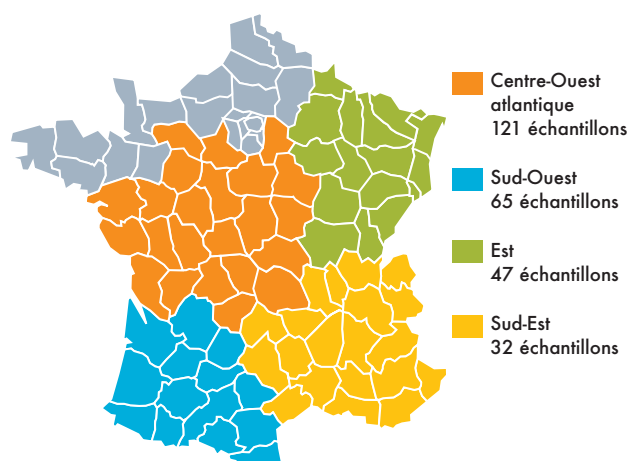 Centre-Ouest
atlantique
121 échantillons
Sud-Ouest
65 échantillons
Est
47 échantillons
Sud-Est
32 échantillons